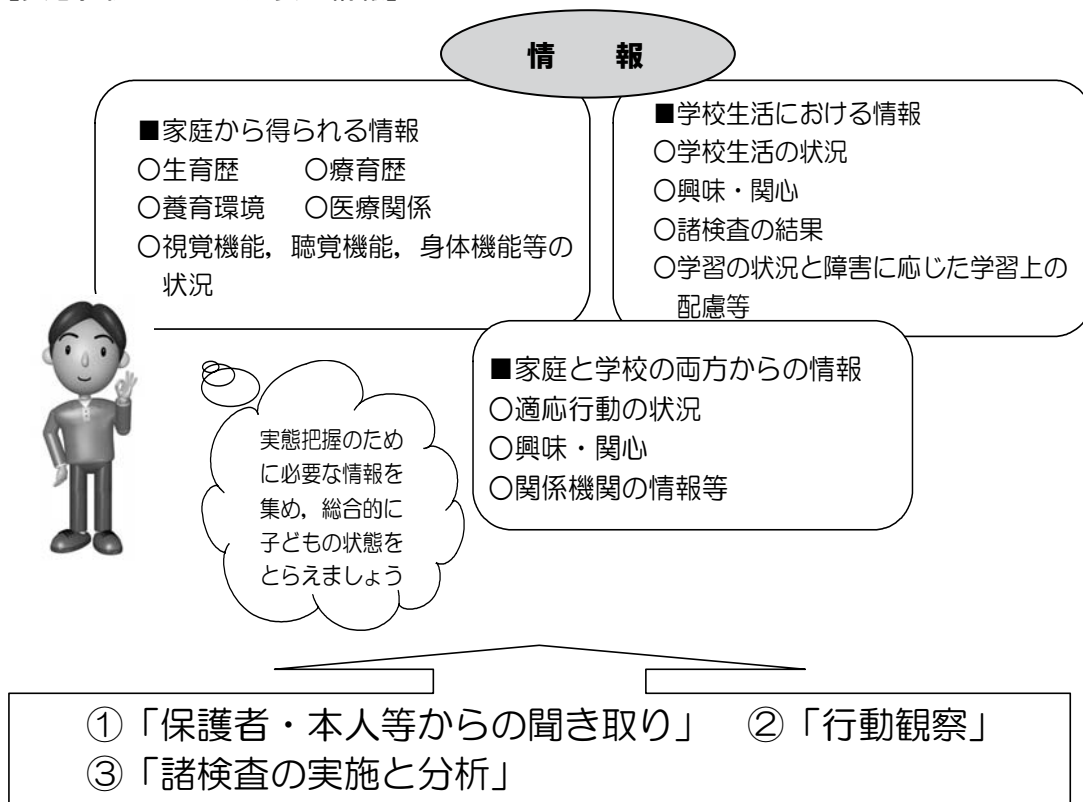 情　報
■家庭から得られる情報
○生育歴　　○療育歴
○養育環境　○医療関係
○視覚機能，聴覚機能，身体機能等の
状況
■学校生活における情報
○学校生活の状況
○興味・関心
○諸検査の結果
○学習の状況と障害に応じた学習上の
配慮等
■家庭と学校の両方からの情報
○適応行動の状況
○興味・関心
○関係機関の情報等
実態把握のため
に必要な情報を
集め，総合的に
子どもの状態を
とらえましょう
①「保護者・本人等からの聞き取り」　②「行動観察」
③「諸検査の実施と分析」